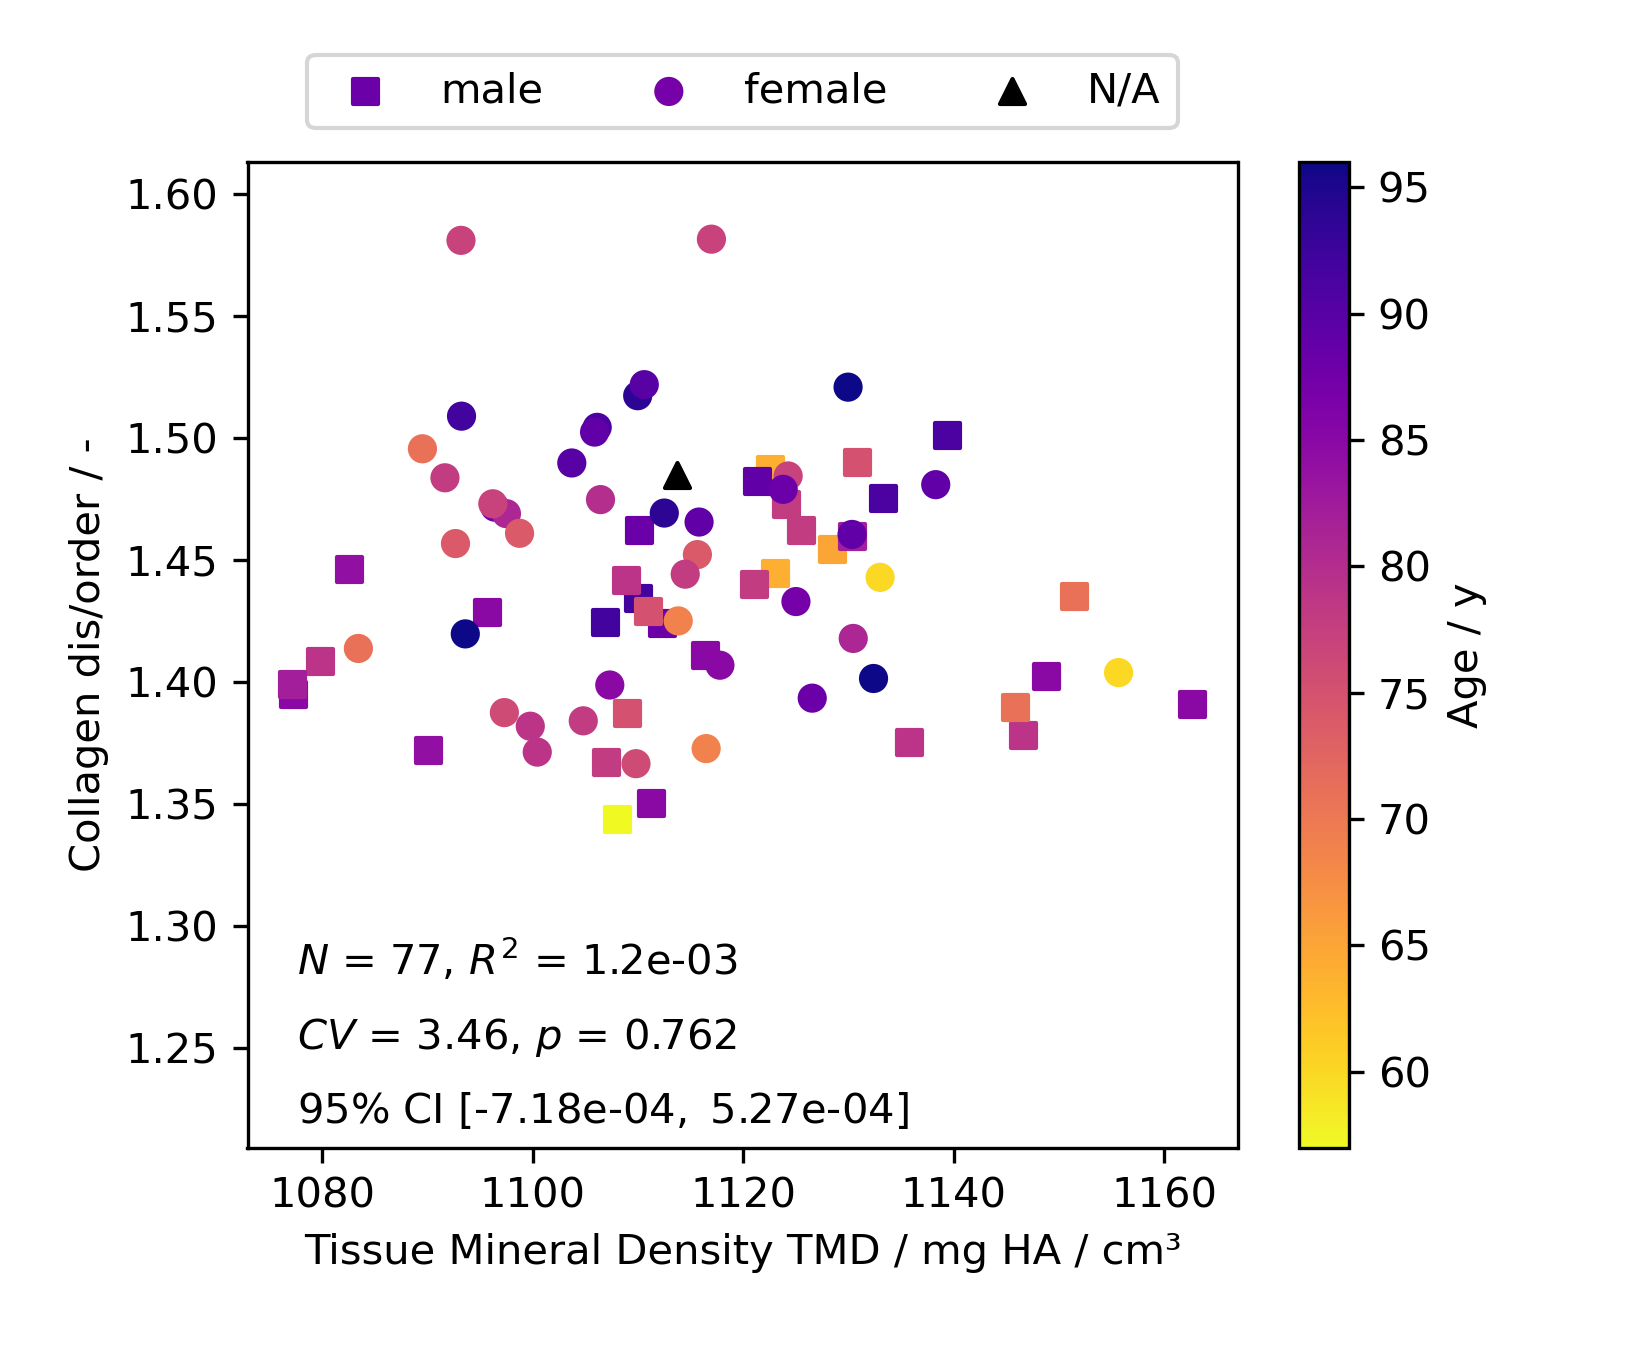 male female N/A
1.60
1.55
1.50
1.45
1.40
1.35
1.30
1.25
Collagen dis/order / -
N = 77, R² = 1.2e-03
CV = 3.46, p = 0.762
95% CI [-7.18e-04, 5.27e-04]
1080 1100 1120 1140 1160
Tissue Mineral Density TMD / mg HA / cm³
95
90
85
80
75
70
65
60
Age / y